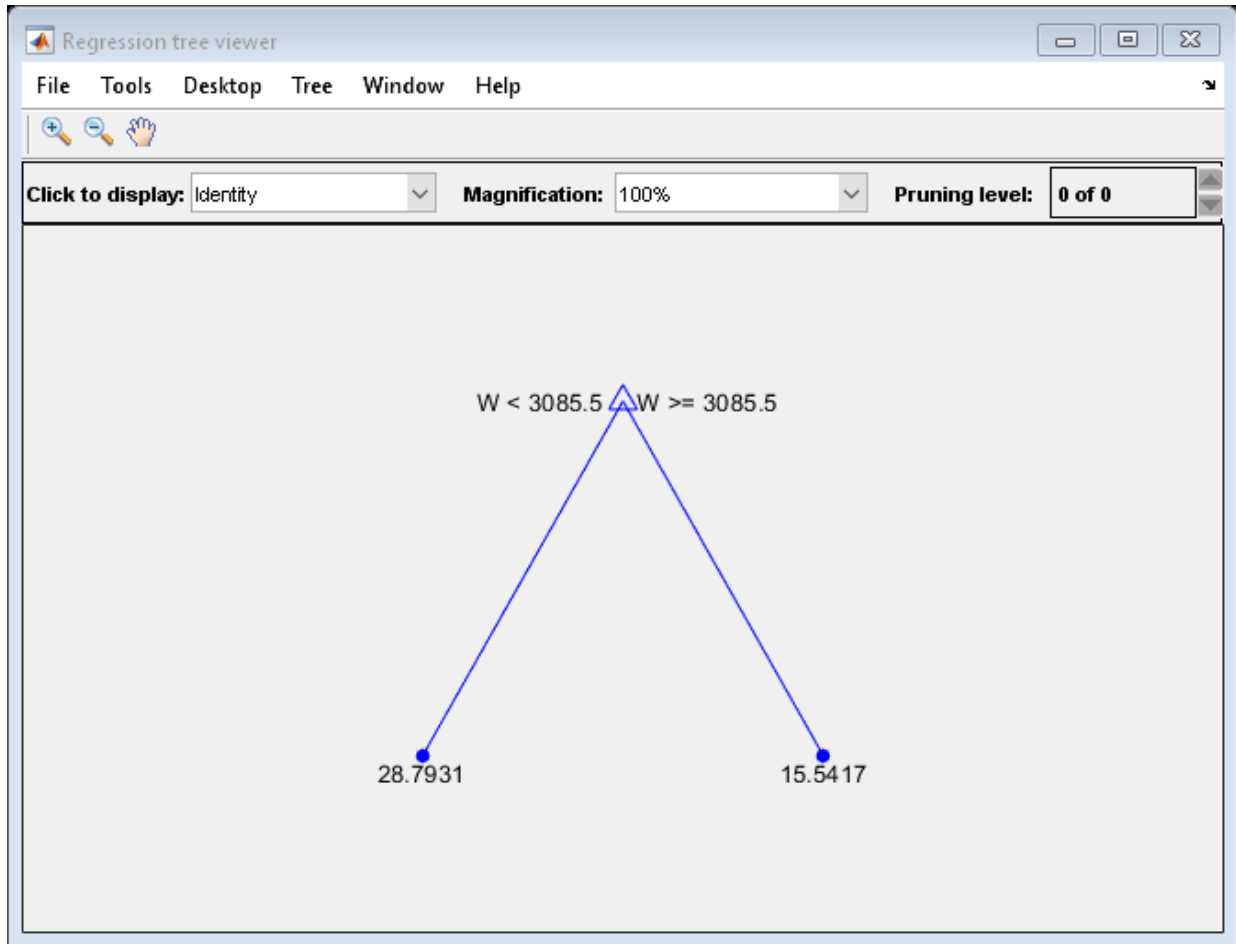 Regression tree viewer
File Tools Desktop Tree Window Help
Click to display: Identity Magnification: 100% Pruning level: 0 of 0
W < 3085.5 W >= 3085.5
28.7931 15.5417